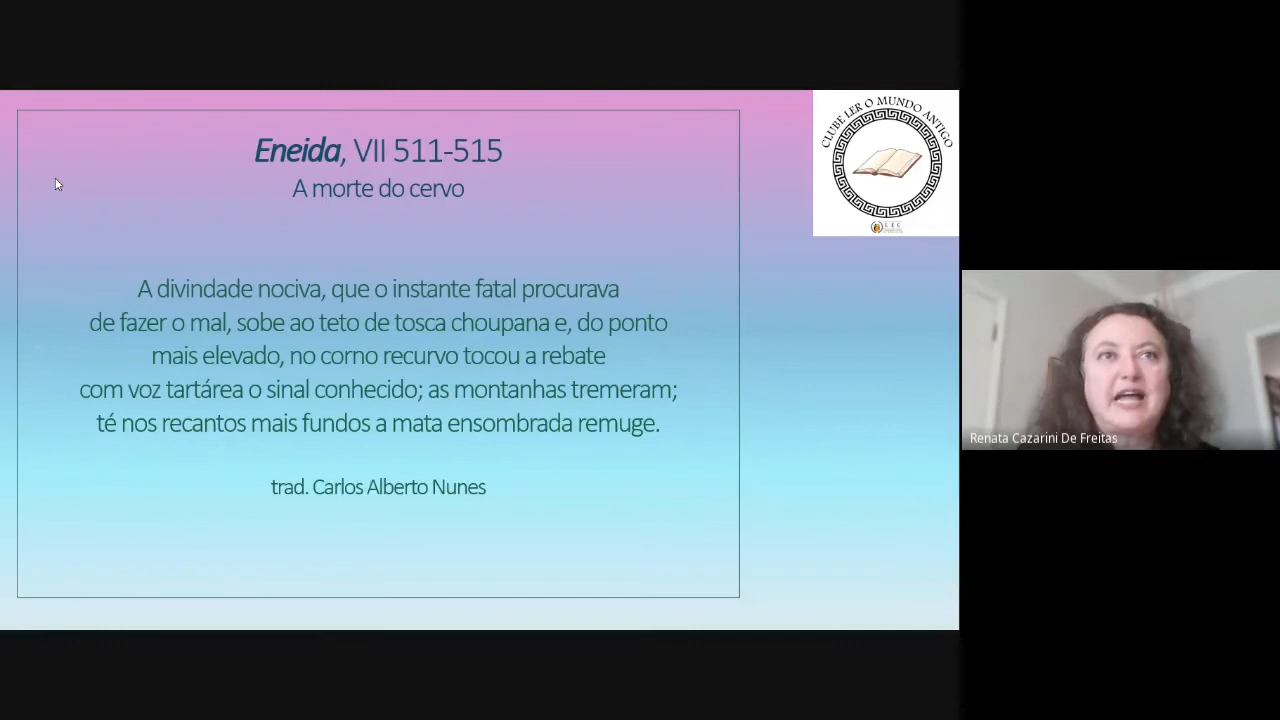 Eneida, VII 511-515
A morte do cervo
A divindade nociva, que o instante fatal procurava
de fazer o mal, sobe ao teto de tosca choupana e, do ponto
mais elevado, no corno recurvo tocou a rebate
com voz tartárea o sinal conhecido; as montanhas tremeram;
té nos recantos mais fundos a mata ensombrada remuge.
trad. Carlos Alberto Nunes
CLUBE LER O MUNDO ANTIGO
Renata Cazarini De Freitas